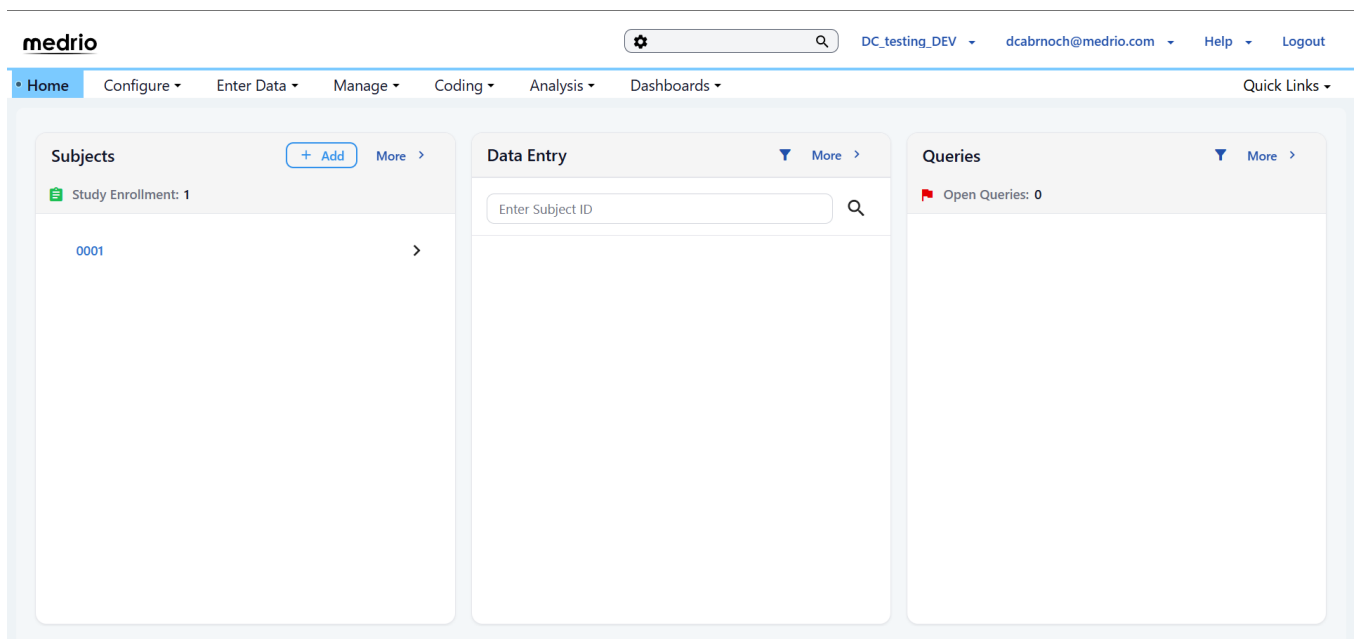 medrio
DC_testing_DEV dcabrnoch@medrio.com Help Logout
Home Configure Enter Data Manage Coding Analysis Dashboards Quick Links
Subjects + Add More
Study Enrollment: 1
0001
Data Entry More
Enter Subject ID
Queries More
Open Queries: 0